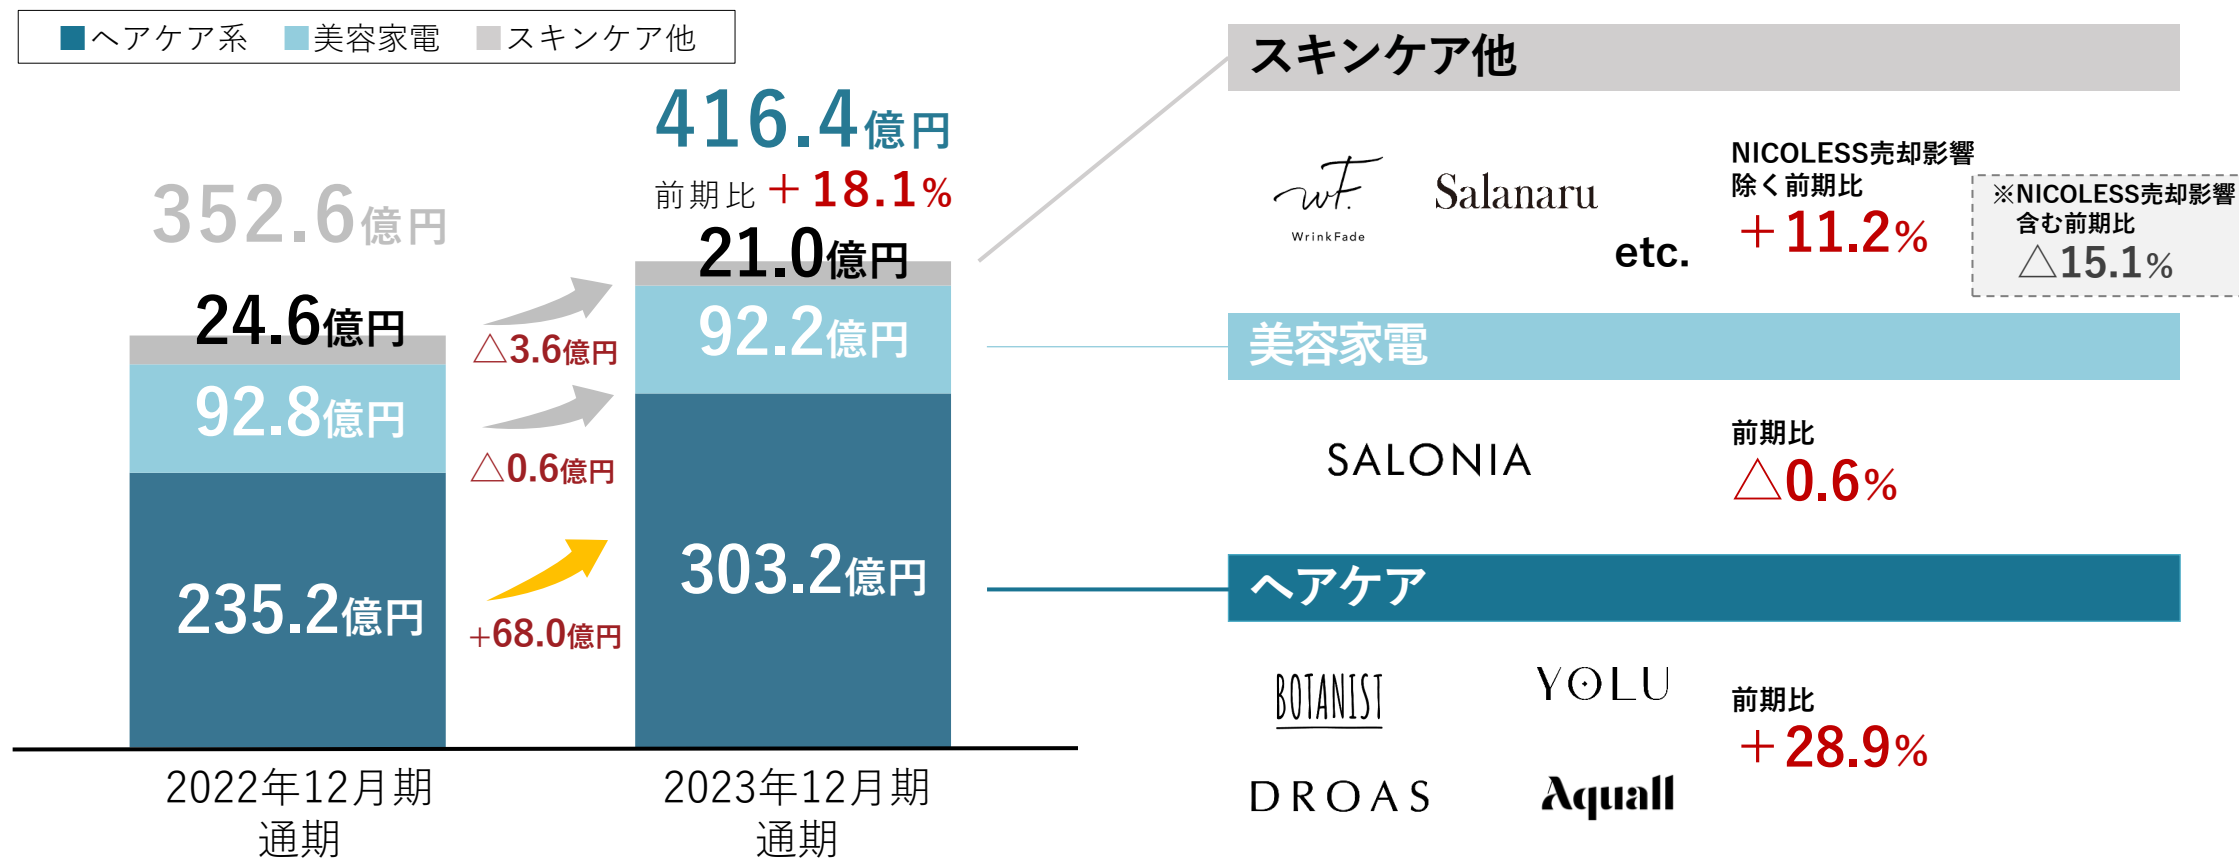 ■ヘアケア系 ■美容家電 ■スキンケア他
352.6億円
24.6億円
92.8億円
235.2億円
2022年12月期
通期
△3.6億円
△0.6億円
+68.0億円
416.4億円
前期比＋18.1%
21.0億円
92.2億円
303.2億円
2023年12月期
通期
スキンケア他
wF.
WrinkFade
Salanaru
etc.
NICOLESS売却影響
除く前期比
＋11.2%
※NICOLESS売却影響
含む前期比
△15.1%
美容家電
SALONIA
前期比
△0.6%
ヘアケア
BOTANIST
YOLU
DROAS
Aquall
前期比
＋28.9%